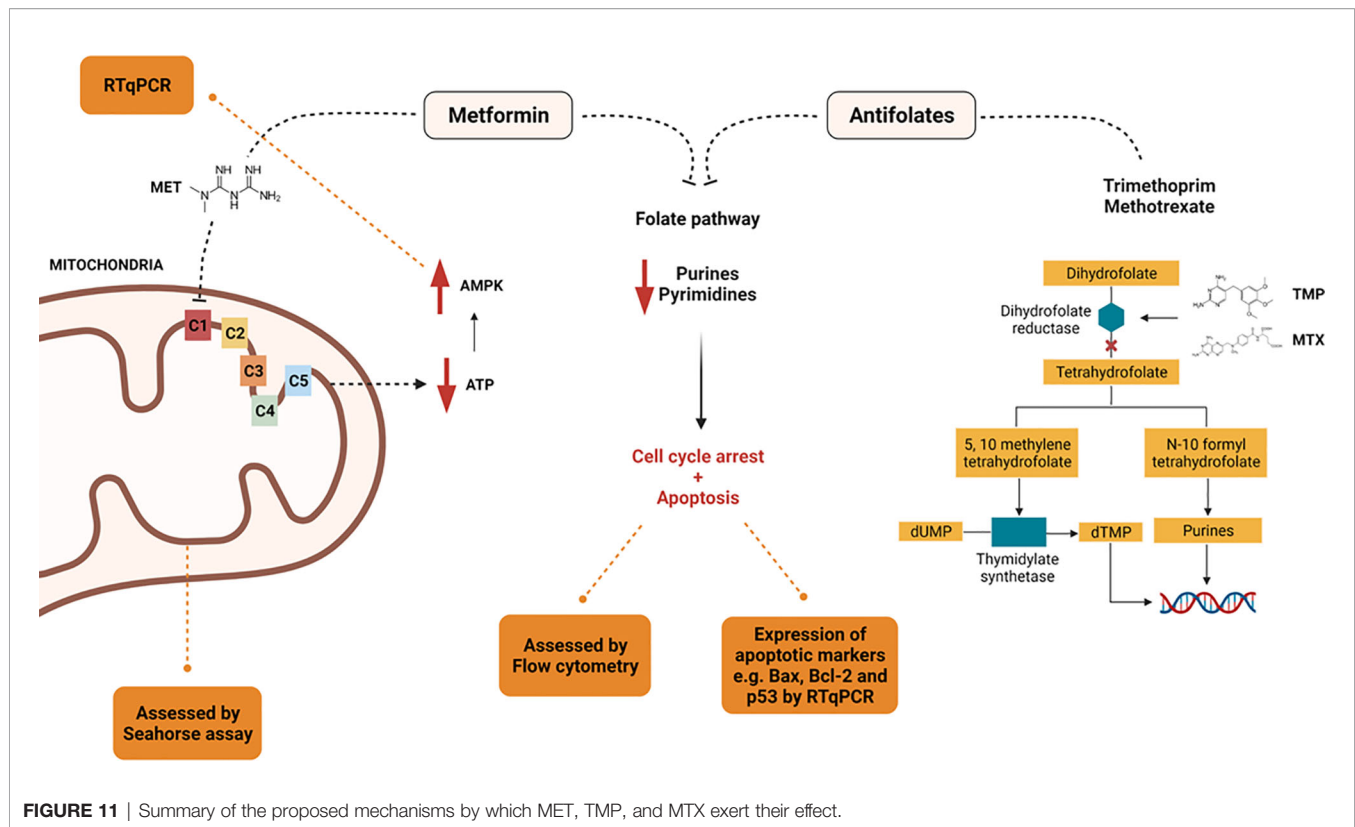 RTqPCR
Metformin
Antifolates
MET
NH
NH
N
N
H
NH₂
Trimethoprim
Methotrexate
MITOCHONDRIA
C1
C2
C3
C4
C5
AMPK
ATP
Folate pathway
Purines
Pyrimidines
Cell cycle arrest
+
Apoptosis
Dihydrofolate
Dihydrofolate
reductase
TMP
MTX
Tetrahydrofolate
5, 10 methylene
tetrahydrofolate
N-10 formyl
tetrahydrofolate
dUMP
Thymidylate
synthetase
dTMP
Purines
Assessed by
Seahorse assay
Assessed by
Flow cytometry
Expression of
apoptotic markers
e.g. Bax, Bcl-2 and
p53 by RTqPCR
FIGURE 11 | Summary of the proposed mechanisms by which MET, TMP, and MTX exert their effect.